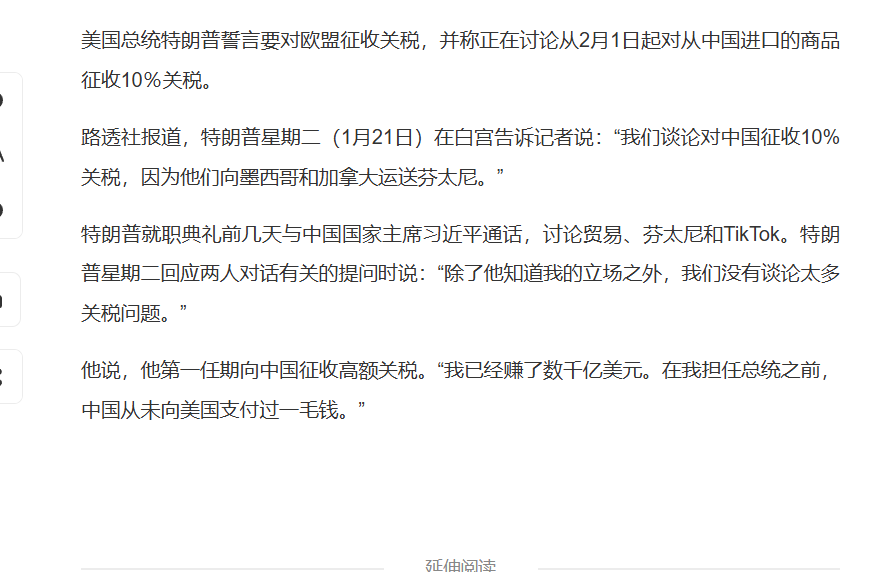 美国总统特朗普誓言要对欧盟征收关税，并称正在讨论从2月1日起对从中国进口的商品
征收10％关税。
路透社报道，特朗普星期二（1月21日）在白宫告诉记者说：“我们谈论对中国征收10%
关税，因为他们向墨西哥和加拿大运送芬太尼。”
特朗普就职典礼前几天与中国国家主席习近平通话，讨论贸易、芬太尼和TikTok。特朗
普星期二回应两人对话有关的提问时说：“除了他知道我的立场之外，我们没有谈论太多
关税问题。”
他说，他第一任期向中国征收高额关税。“我已经赚了数千亿美元。在我担任总统之前，
中国从未向美国支付过一毛钱。”
延伸阅读